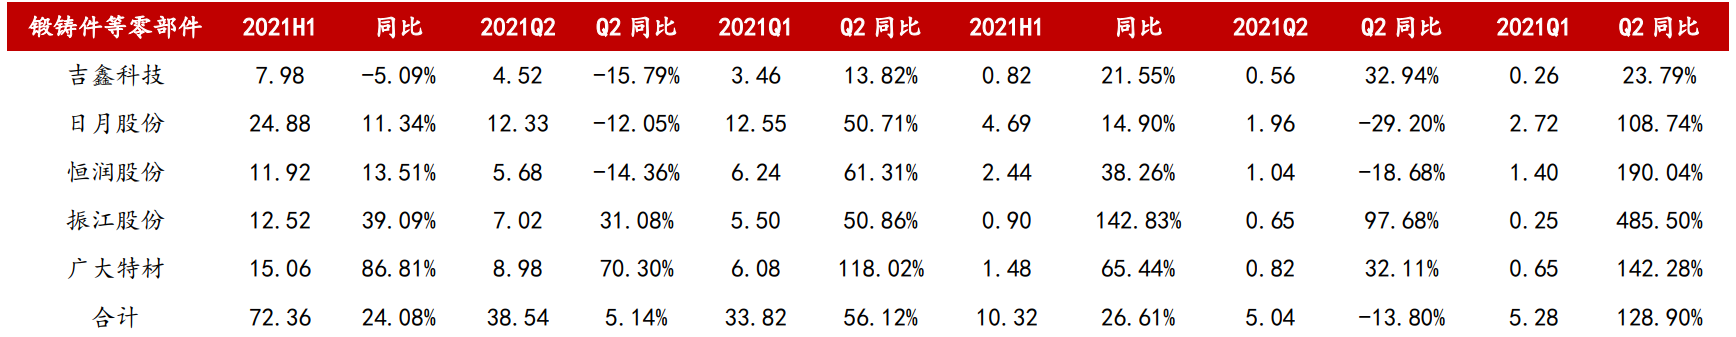 锻铸件等零部件 2021H1 同比 2021Q2 Q2 同比 2021Q1 Q2 同比 2021H1 同比 2021Q2 Q2 同比 2021Q1 Q2 同比
吉鑫科技 7.98 -5.09% 4.52 -15.79% 3.46 13.82% 0.82 21.55% 0.56 32.94% 0.26 23.79%
日月股份 24.88 11.34% 12.33 -12.05% 12.55 50.71% 4.69 14.90% 1.96 -29.20% 2.72 108.74%
恒润股份 11.92 13.51% 5.68 -14.36% 6.24 61.31% 2.44 38.26% 1.04 -18.68% 1.40 190.04%
振江股份 12.52 39.09% 7.02 31.08% 5.50 50.86% 0.90 142.83% 0.65 97.68% 0.25 485.50%
广大特材 15.06 86.81% 8.98 70.30% 6.08 118.02% 1.48 65.44% 0.82 32.11% 0.65 142.28%
合计 72.36 24.08% 38.54 5.14% 33.82 56.12% 10.32 26.61% 5.04 -13.80% 5.28 128.90%